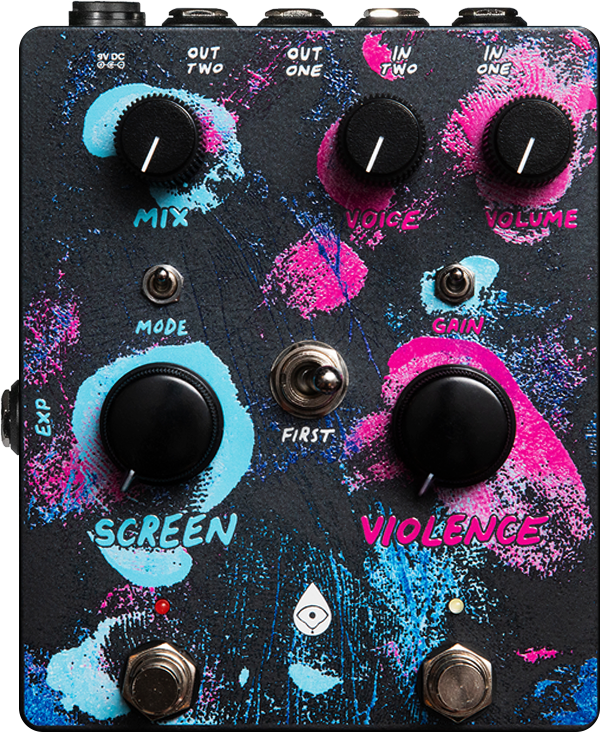 9V DC
OUT
TWO
OUT
ONE
IN
TWO
IN
ONE
MIX
VOICE
VOLUME
MODE
GAIN
EXP
FIRST
SCREEN
VIOLENCE